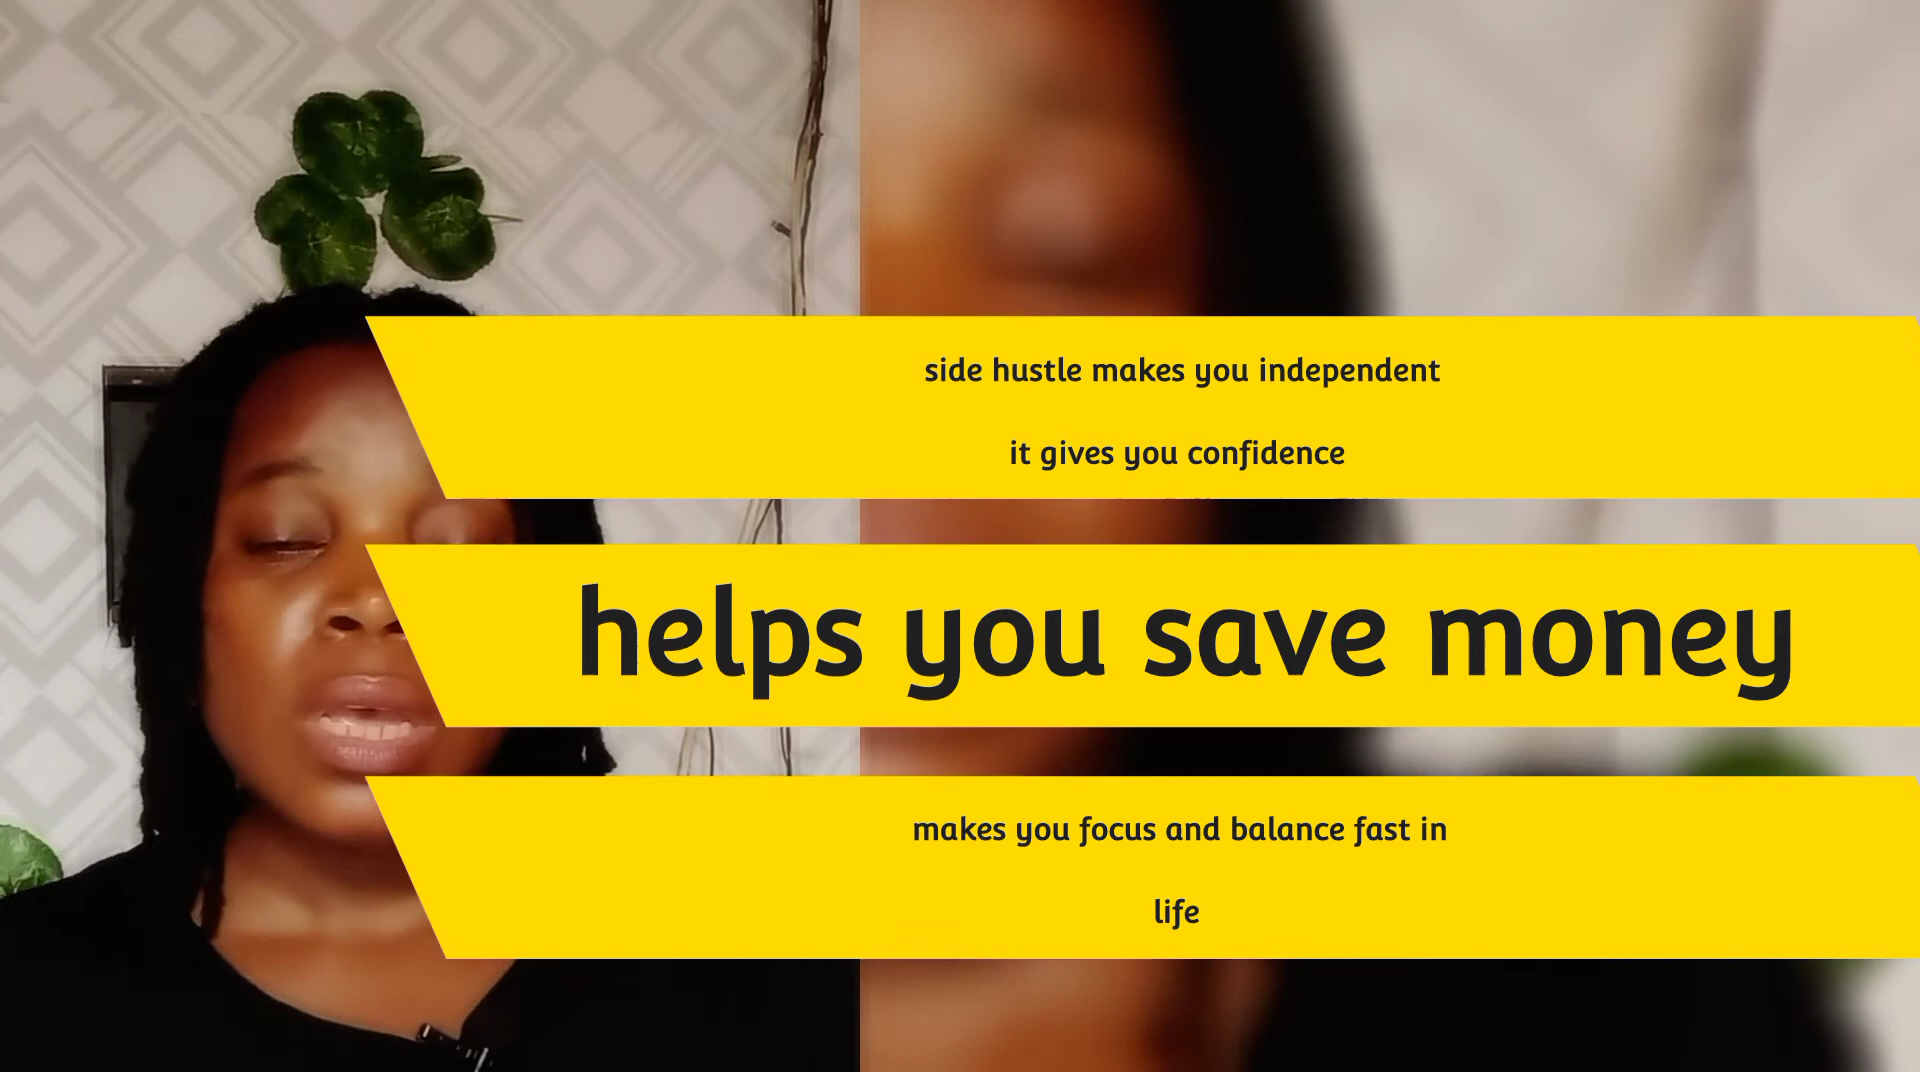 side hustle makes you independent
it gives you confidence
helps you save money
makes you focus and balance fast in
life